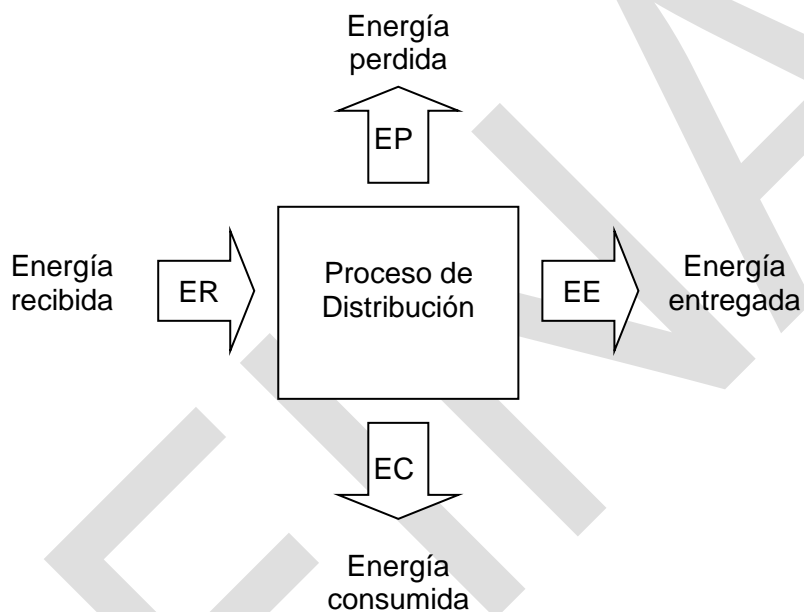 Energía
perdida
EP
Energía
recibida
ER
Proceso de
Distribución
EE
Energía
entregada
EC
Energía
consumida